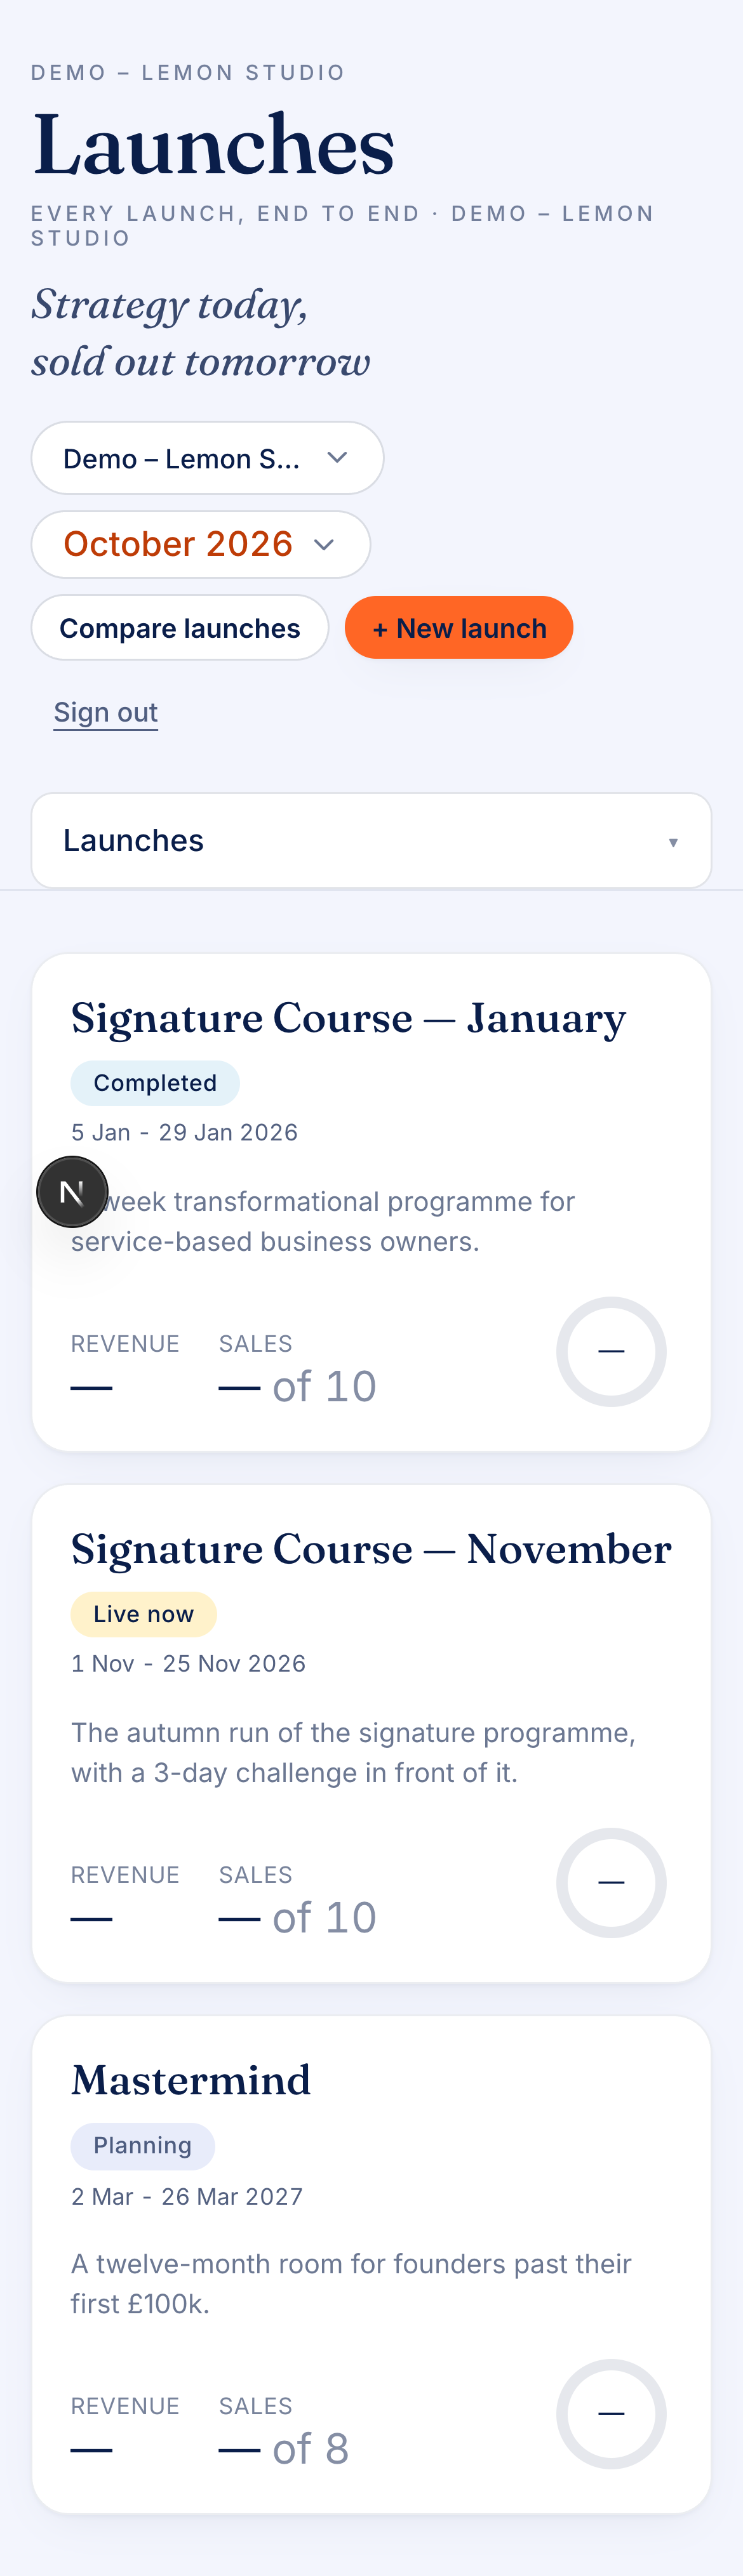 DEMO – LEMON STUDIO
Launches
EVERY LAUNCH, END TO END · DEMO – LEMON
STUDIO
Strategy today,
sold out tomorrow
Demo – Lemon S...
October 2026
Compare launches
+ New launch
Sign out
Launches
Signature Course — January
Completed
5 Jan - 29 Jan 2026
N
week transformational programme for
service-based business owners.
REVENUE SALES
— — of 10
—
Signature Course — November
Live now
1 Nov - 25 Nov 2026
The autumn run of the signature programme,
with a 3-day challenge in front of it.
REVENUE SALES
— — of 10
—
Mastermind
Planning
2 Mar - 26 Mar 2027
A twelve-month room for founders past their
first £100k.
REVENUE SALES
— — of 8
—